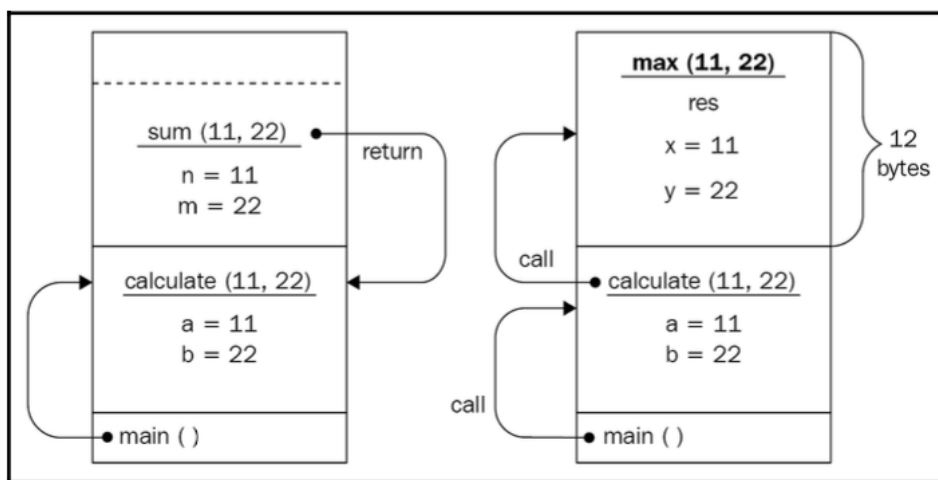 sum (11, 22)
return
n = 11
m = 22
calculate (11, 22)
a = 11
b = 22
main ( )
max (11, 22)
res
x = 11
y = 22
12
bytes
call
calculate (11, 22)
a = 11
b = 22
call
main ( )